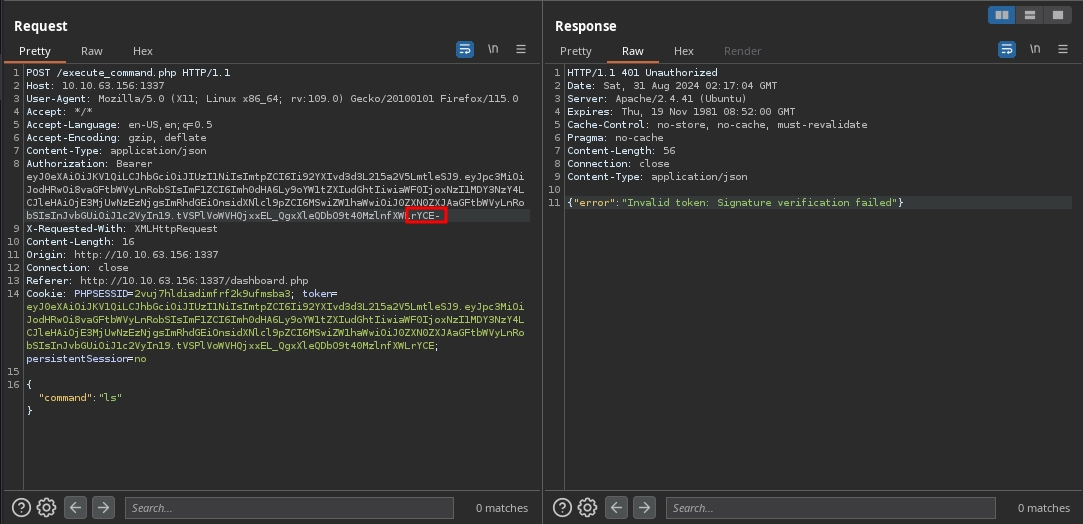 Request
Pretty Raw Hex
\n
1 POST /execute_command.php HTTP/1.1
2 Host: 10.10.63.156:1337
3 User-Agent: Mozilla/5.0 (X11; Linux x86_64; rv:109.0) Gecko/20100101 Firefox/115.0
4 Accept: */*
5 Accept-Language: en-US,en;q=0.5
6 Accept-Encoding: gzip, deflate
7 Content-Type: application/json
8 Authorization: Bearer
eyJ0eXAiOiJKV1QiLCJhbGciOiJIUzI1NiIsImtpZCI6Ii92YXIvd3d3L215a2V5LmtleSJ9.eyJpc3MiOi
JodHRwOi8vaGFtbWVyLnRobSIsImF1ZCI6Imh0dHA6Ly9oYW1tZXIudGhtIiwiaWF0IjoxNzI1MDY3NzY4L
CJleHAiOjE3MjUwNzEzNjgsImRhdGEiOnsidXNlcl9pZCI6MSwiZW1haWwiOiJ0ZXN0ZXJAaGFtbWVyLnRo
bSIsInJvbGUiOiJ1c2VyIn19.tVSPlVoWVHQjxxEL_QgxXleQDbO9t40MzlnfXWLrYCE-
9 X-Requested-With: XMLHttpRequest
10 Content-Length: 16
11 Origin: http://10.10.63.156:1337
12 Connection: close
13 Referer: http://10.10.63.156:1337/dashboard.php
14 Cookie: PHPSESSID=2vuj7hldiadimfrf2k9ufmsba3; token=
eyJ0eXAiOiJKV1QiLCJhbGciOiJIUzI1NiIsImtpZCI6Ii92YXIvd3d3L215a2V5LmtleSJ9.eyJpc3MiOi
JodHRwOi8vaGFtbWVyLnRobSIsImF1ZCI6Imh0dHA6Ly9oYW1tZXIudGhtIiwiaWF0IjoxNzI1MDY3NzY4L
CJleHAiOjE3MjUwNzEzNjgsImRhdGEiOnsidXNlcl9pZCI6MSwiZW1haWwiOiJ0ZXN0ZXJAaGFtbWVyLnRo
bSIsInJvbGUiOiJ1c2VyIn19.tVSPlVoWVHQjxxEL_QgxXleQDbO9t40MzlnfXWLrYCE;
persistentSession=no
15
16 {
"command":"ls"
}
Search...
0 matches
Response
Pretty Raw Hex Render
\n
1 HTTP/1.1 401 Unauthorized
2 Date: Sat, 31 Aug 2024 02:17:04 GMT
3 Server: Apache/2.4.41 (Ubuntu)
4 Expires: Thu, 19 Nov 1981 08:52:00 GMT
5 Cache-Control: no-store, no-cache, must-revalidate
6 Pragma: no-cache
7 Content-Length: 56
8 Connection: close
9 Content-Type: application/json
10
11 {"error":"Invalid token: Signature verification failed"}
Search...
0 matches